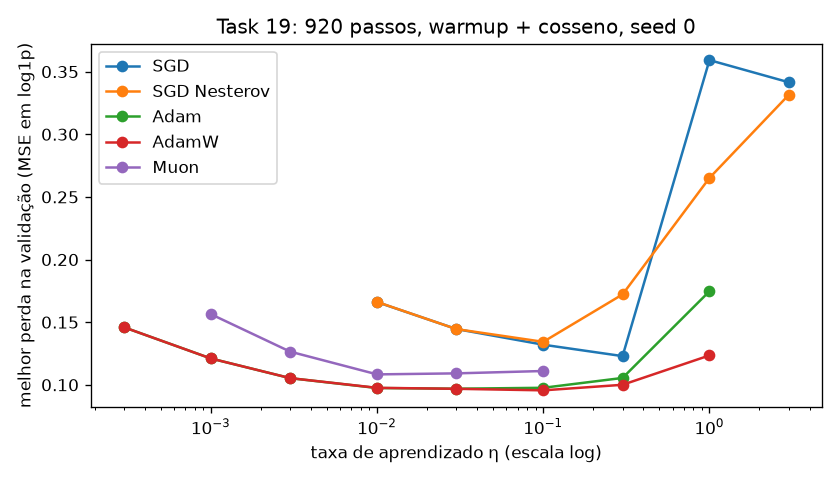 Task 19: 920 passos, warmup + cosseno, seed 0
melhor perda na validação (MSE em log1p)
0.35
0.30
0.25
0.20
0.15
0.10
SGD
SGD Nesterov
Adam
AdamW
Muon
10⁻³
10⁻²
10⁻¹
10⁰
taxa de aprendizado η (escala log)